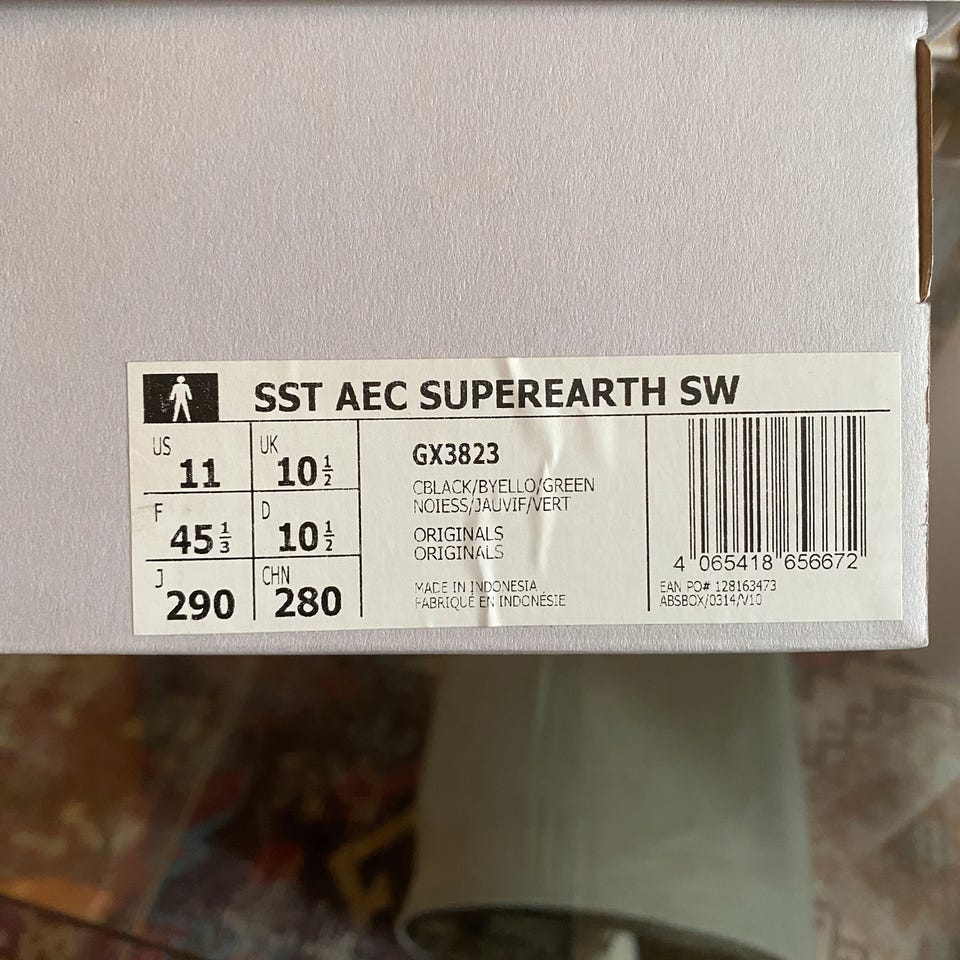 SST AEC SUPEREARTH SW
US 11
UK 10 1/2
F 45 1/3
D 10 1/2
J 290
CHN 280
GX3823
CBLACK/BYELLO/GREEN
NOIESS/JAUVIF/VERT
ORIGINALS
ORIGINALS
MADE IN INDONESIA
FABRIQUÉ EN INDONÉSIE
4 065418 656672
EAN PO# 128163473
ABSBOX/0314/V10